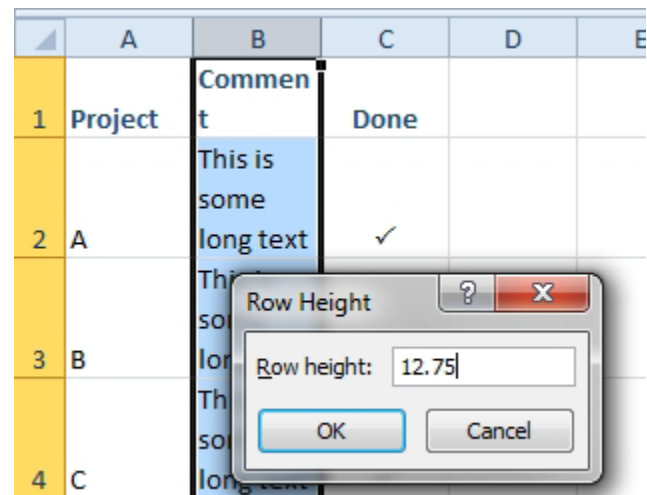 A B C D E
Commen
1 Project t Done
This is
some
2 A long text ✓
Row Height ?
3 B
Row height: 12.75
OK Cancel
4 C